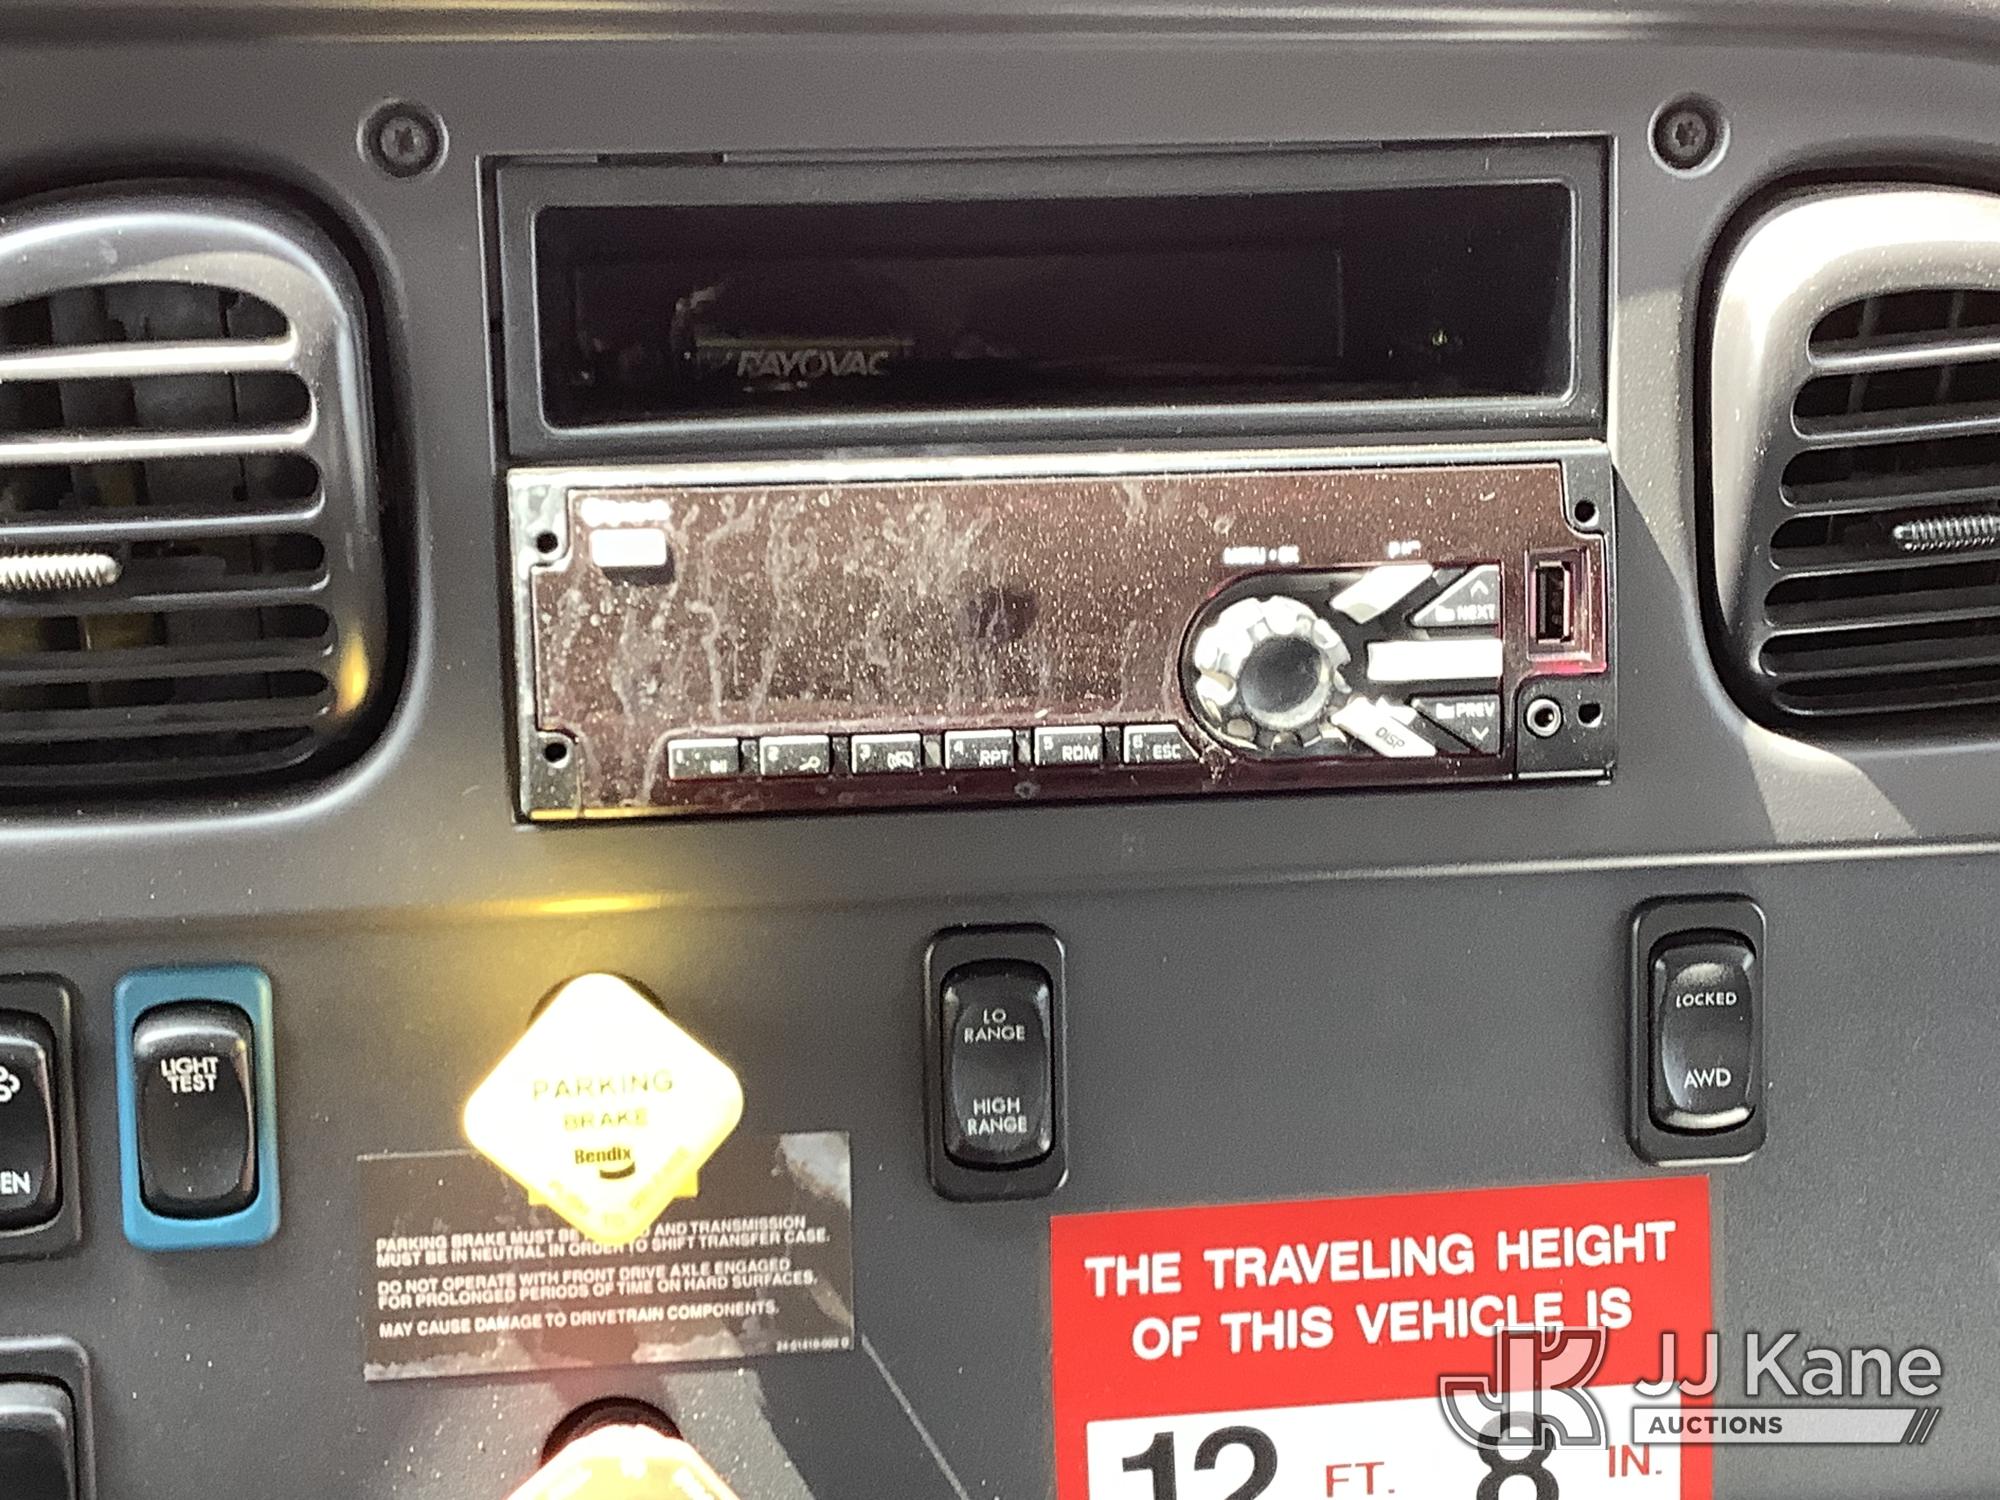 RAYOVAC
NEXT
PREV
DISP
1
2
3
4 RPT
5 RDM
6 ESC
LIGHT
TEST
PARKING
BRAKE
Bendix
LO
RANGE
HIGH
RANGE
LOCKED
AWD
EN
PARKING BRAKE MUST BE AND TRANSMISSION
MUST BE IN NEUTRAL IN ORDER TO SHIFT TRANSFER CASE.
DO NOT OPERATE WITH FRONT DRIVE AXLE ENGAGED
FOR PROLONGED PERIODS OF TIME ON HARD SURFACES.
MAY CAUSE DAMAGE TO DRIVETRAIN COMPONENTS.
THE TRAVELING HEIGHT
OF THIS VEHICLE IS
12 FT. 8 IN.
JJ Kane
AUCTIONS